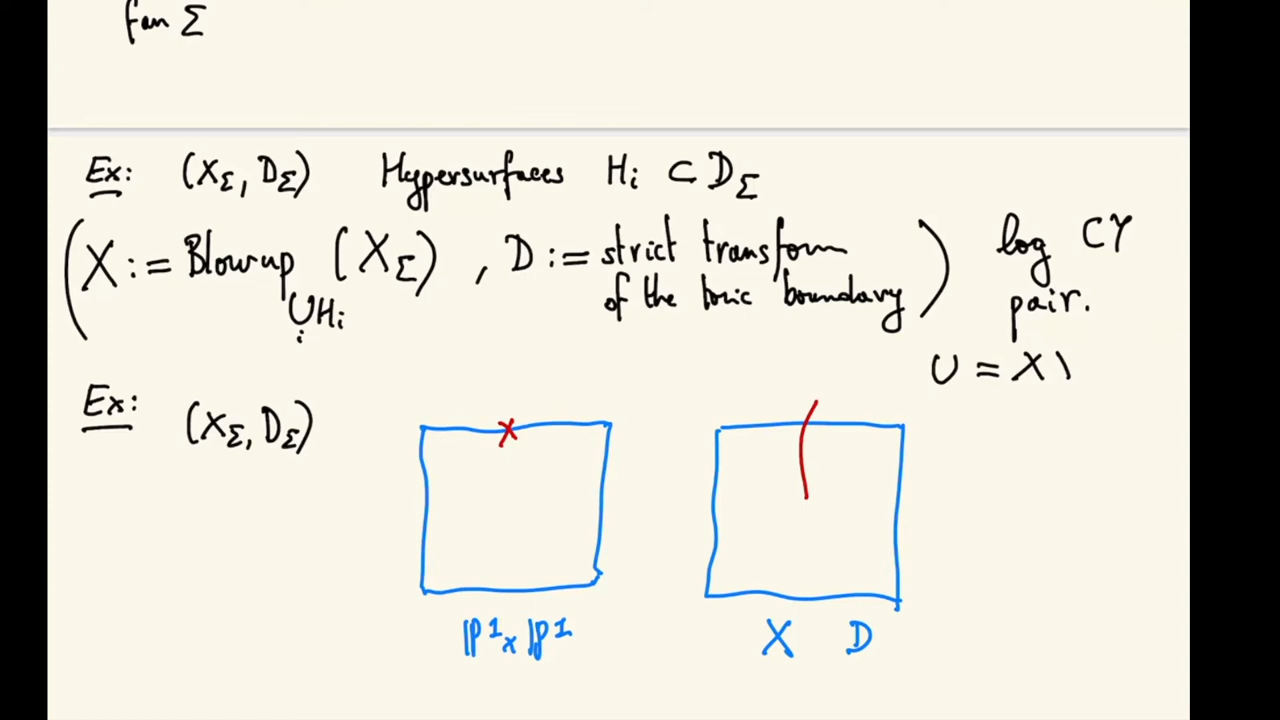 fan Σ
Ex: (X_Σ, D_Σ) Hypersurfaces H_i ⊂ D_Σ
(X := Blowup_{∪_i H_i} (X_Σ), D := strict transform of the toric boundary) log CY pair.
U = X \
Ex: (X_Σ, D_Σ)
ℙ¹ × ℙ¹ X D